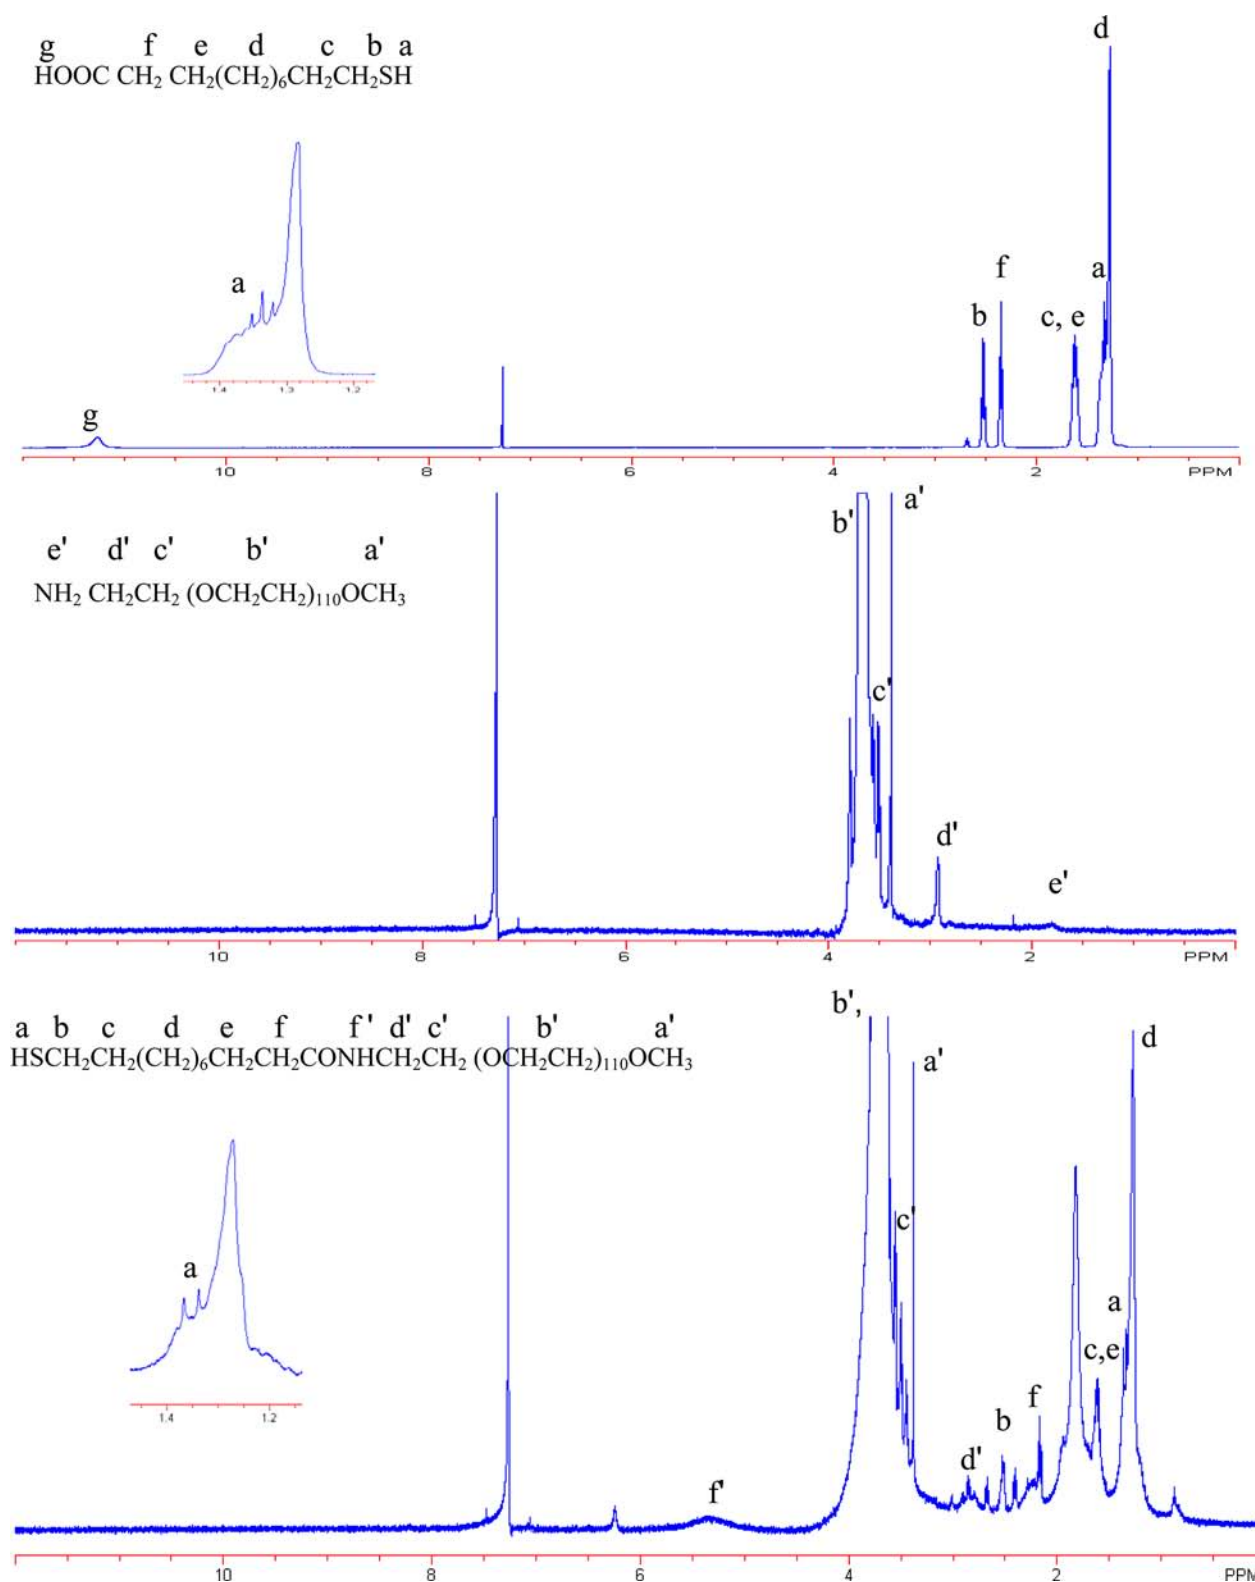 g f e d c b a
HOOC CH₂ CH₂(CH₂)₆CH₂CH₂SH
d
a
f
c, e
b
a
g
1.4 1.3 1.2
10 8 6 4 2 PPM
e' d' c' b' a'
NH₂ CH₂CH₂ (OCH₂CH₂)₁₁₀OCH₃
b' a'
c'
d'
e'
10 8 6 4 2 PPM
a b c d e f f' d' c' b' a'
HSCH₂CH₂(CH₂)₆CH₂CH₂CONHCH₂CH₂ (OCH₂CH₂)₁₁₀OCH₃
b',
d
a'
c'
a
a
c,e
f
b
d'
f'
1.4 1.2
10 8 6 4 2 PPM